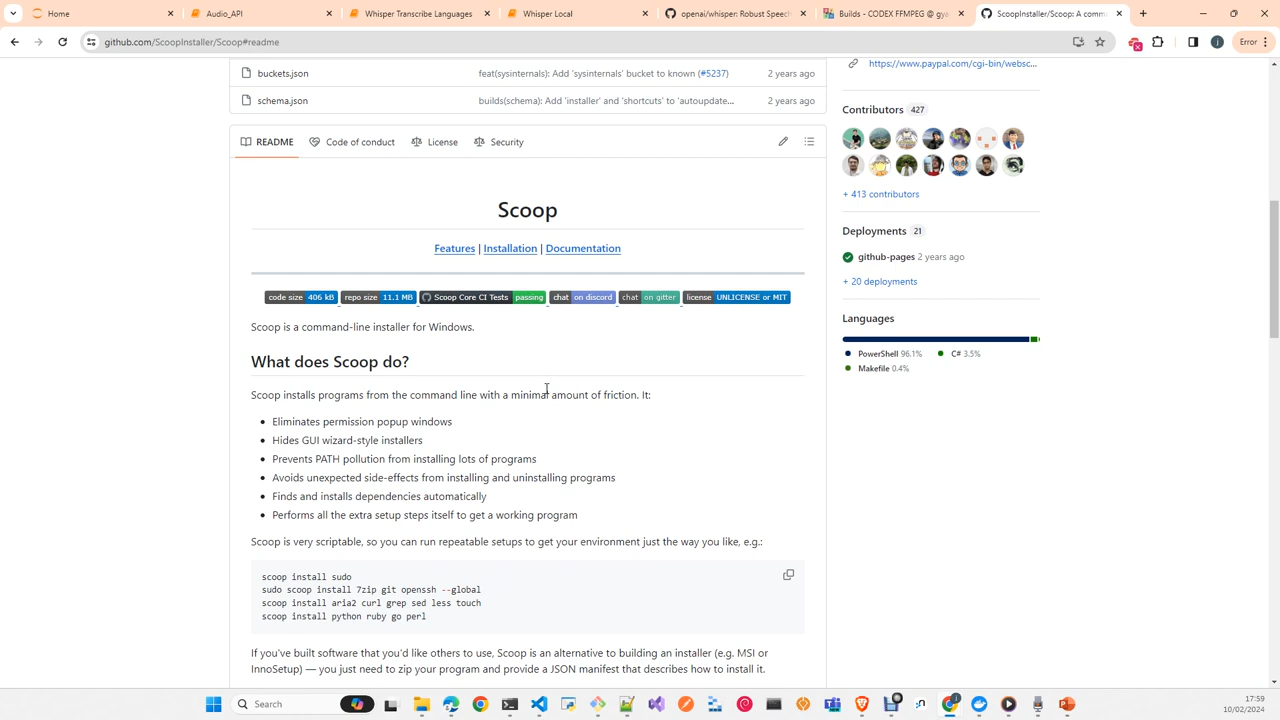 Home
Audio_API
Whisper Transcribe Languages
Whisper Local
openai/whisper: Robust Speech
Builds - CODEX FFMPEG @ gya
ScoopInstaller/Scoop: A comm
github.com/ScoopInstaller/Scoop#readme
Error
buckets.json
feat(sysinternals): Add 'sysinternals' bucket to known (#5237)
2 years ago
https://www.paypal.com/cgi-bin/websc...
schema.json
builds(schema): Add 'installer' and 'shortcuts' to 'autoupdate...
2 years ago
Contributors 427
README
Code of conduct
License
Security
+ 413 contributors
Scoop
Deployments 21
Features | Installation | Documentation
github-pages 2 years ago
+ 20 deployments
code size 406 kB
repo size 11.1 MB
Scoop Core CI Tests passing
chat on discord
chat on gitter
license UNLICENSE or MIT
Languages
Scoop is a command-line installer for Windows.
PowerShell 96.1%
C# 3.5%
Makefile 0.4%
What does Scoop do?
Scoop installs programs from the command line with a minimal amount of friction. It:
Eliminates permission popup windows
Hides GUI wizard-style installers
Prevents PATH pollution from installing lots of programs
Avoids unexpected side-effects from installing and uninstalling programs
Finds and installs dependencies automatically
Performs all the extra setup steps itself to get a working program
Scoop is very scriptable, so you can run repeatable setups to get your environment just the way you like, e.g.:
scoop install sudo
sudo scoop install 7zip git openssh --global
scoop install aria2 curl grep sed less touch
scoop install python ruby go perl
If you've built software that you'd like others to use, Scoop is an alternative to building an installer (e.g. MSI or
InnoSetup) — you just need to zip your program and provide a JSON manifest that describes how to install it.
Search
17:59
10/02/2024